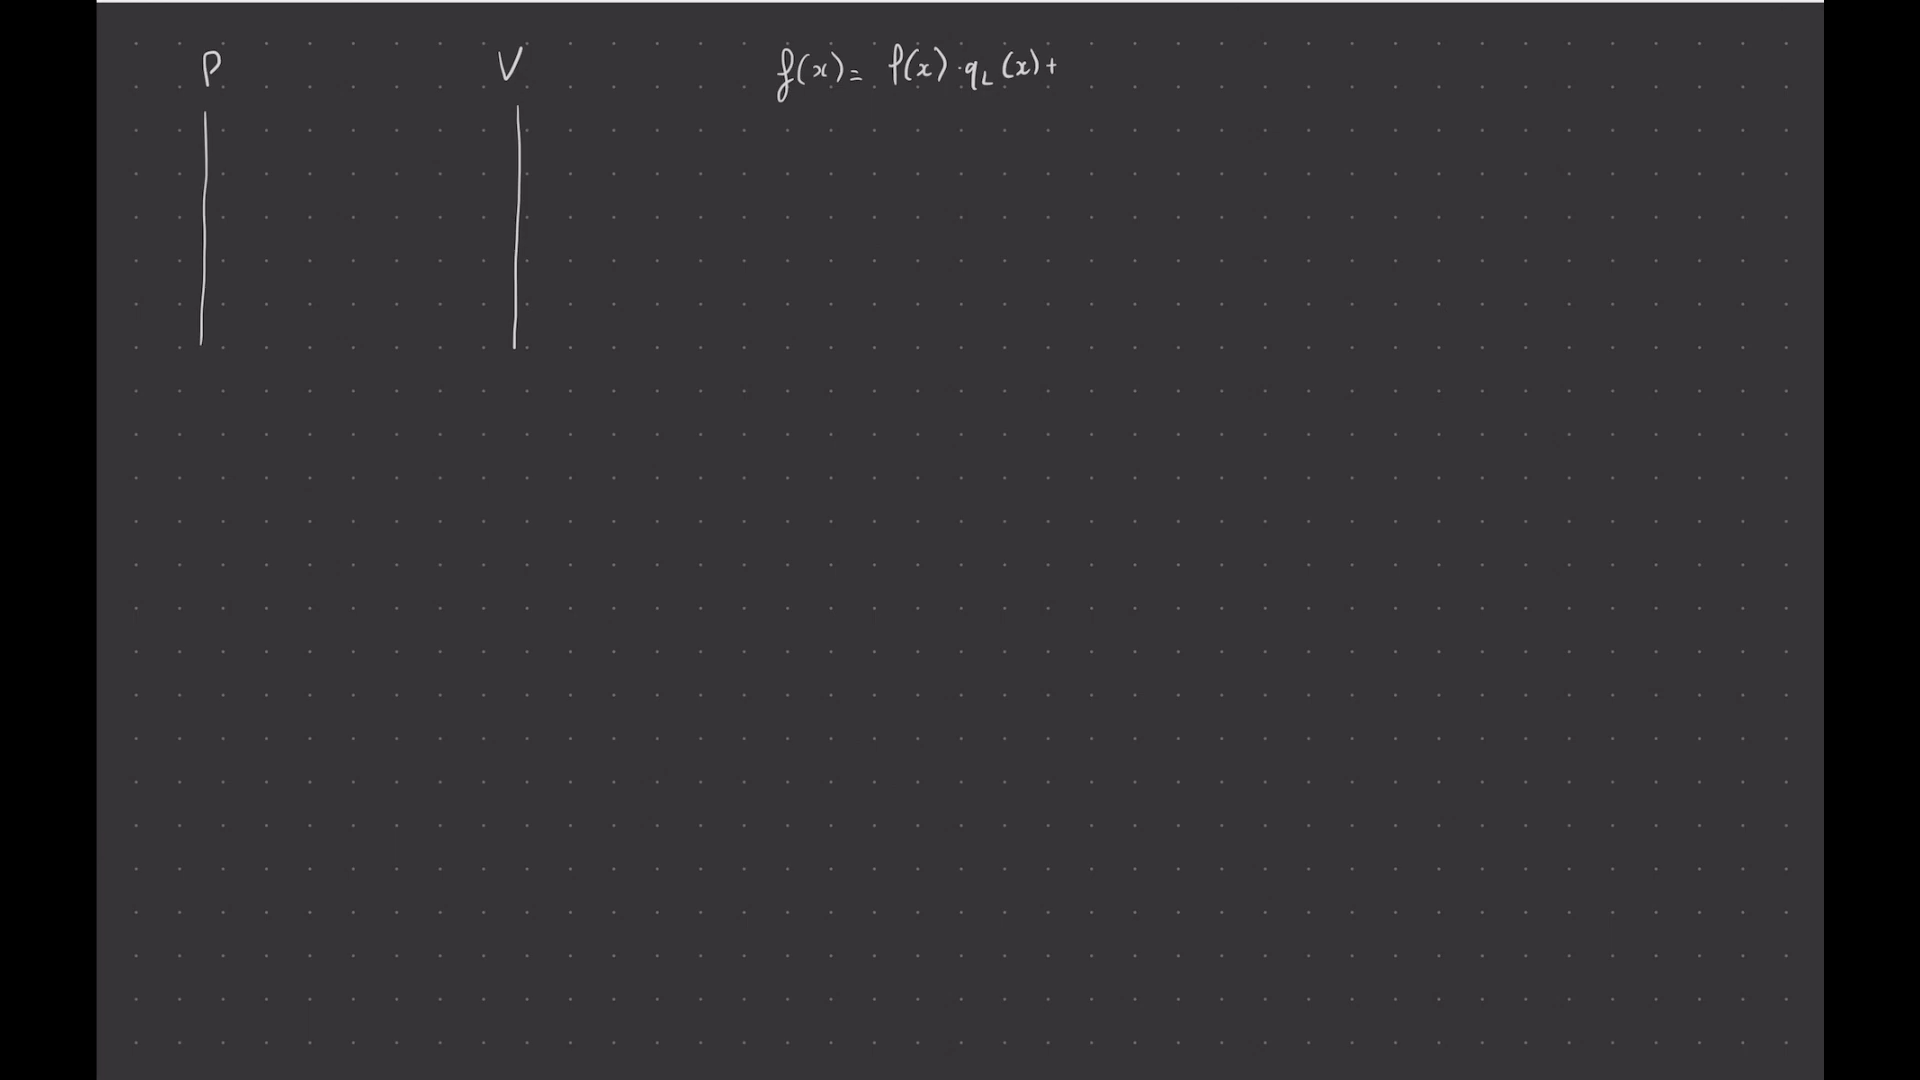 P V f(x) = l(x) · q_L(x) +